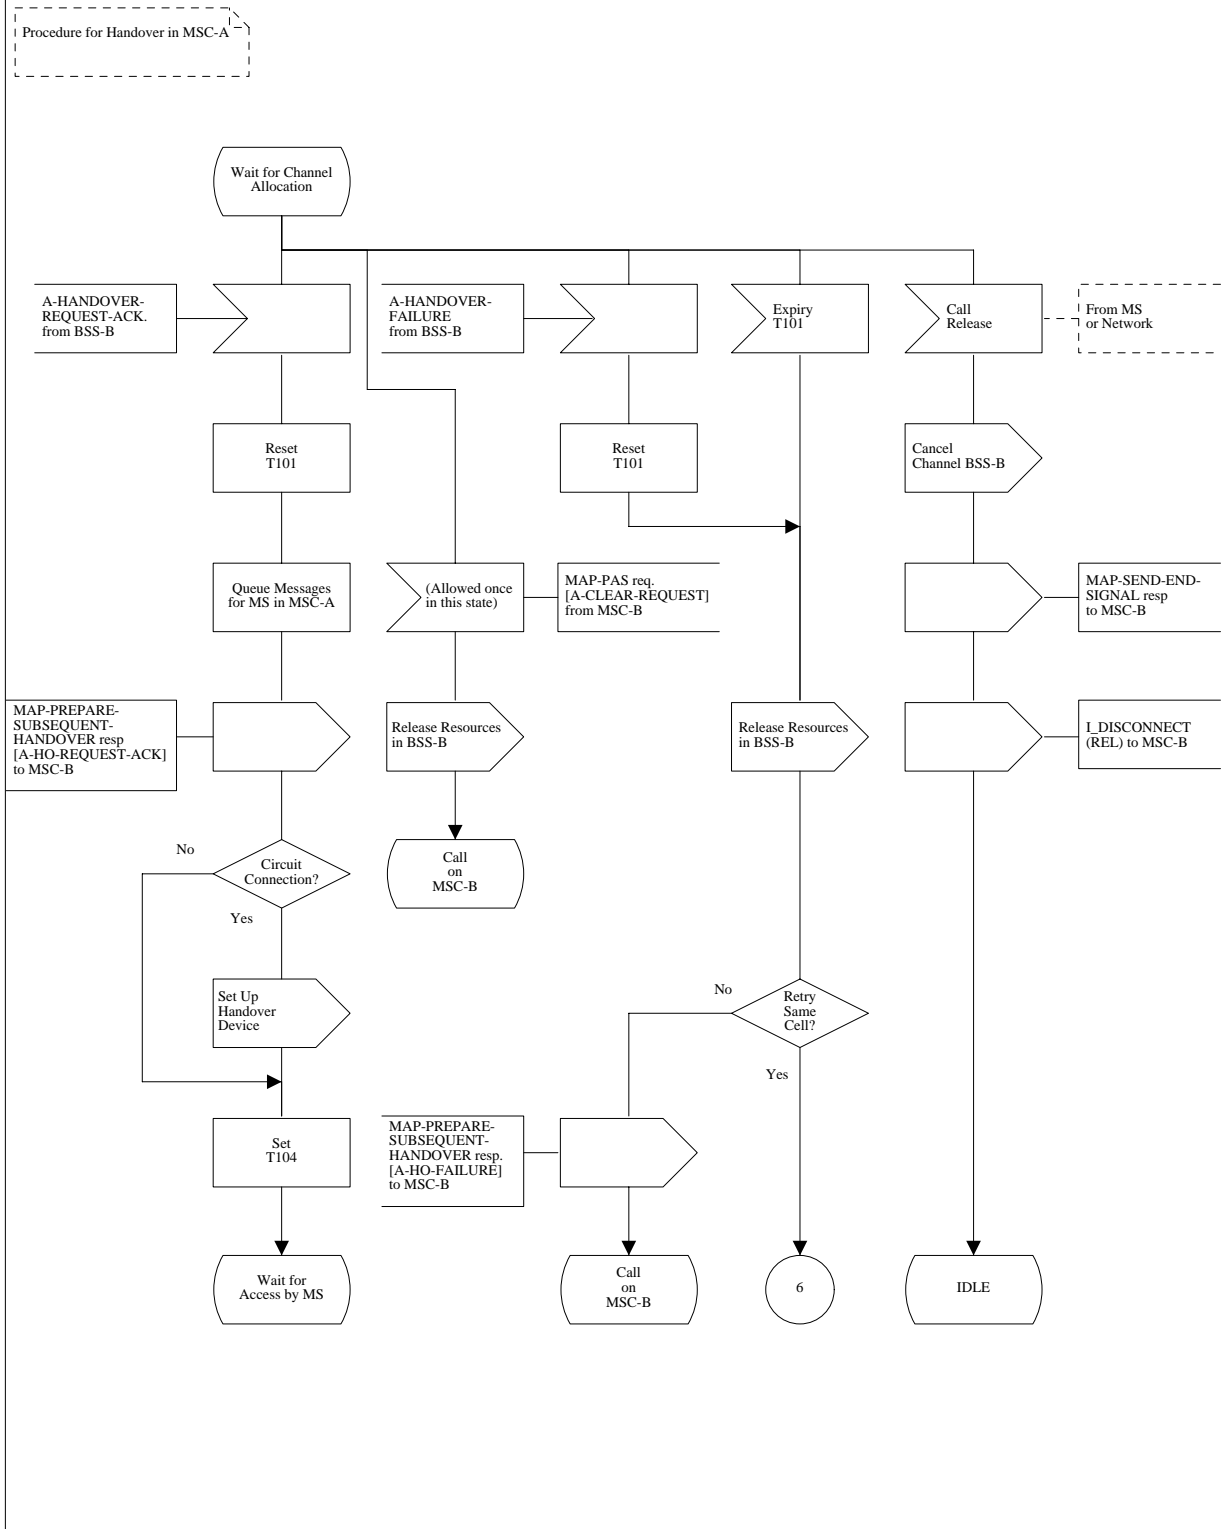 Procedure for Handover in MSC-A
Wait for Channel
Allocation
A-HANDOVER-
REQUEST-ACK.
from BSS-B
A-HANDOVER-
FAILURE
from BSS-B
Expiry
T101
Call
Release
From MS
or Network
Reset
T101
Reset
T101
Cancel
Channel BSS-B
Queue Messages
for MS in MSC-A
(Allowed once
in this state)
MAP-PAS req.
[A-CLEAR-REQUEST]
from MSC-B
MAP-SEND-END-
SIGNAL resp
to MSC-B
MAP-PREPARE-
SUBSEQUENT-
HANDOVER resp
[A-HO-REQUEST-ACK]
to MSC-B
Release Resources
in BSS-B
Release Resources
in BSS-B
I_DISCONNECT
(REL) to MSC-B
No
Circuit
Connection?
Yes
Call
on
MSC-B
Set Up
Handover
Device
No
Retry
Same
Cell?
Yes
Set
T104
MAP-PREPARE-
SUBSEQUENT-
HANDOVER resp.
[A-HO-FAILURE]
to MSC-B
Wait for
Access by MS
Call
on
MSC-B
6
IDLE